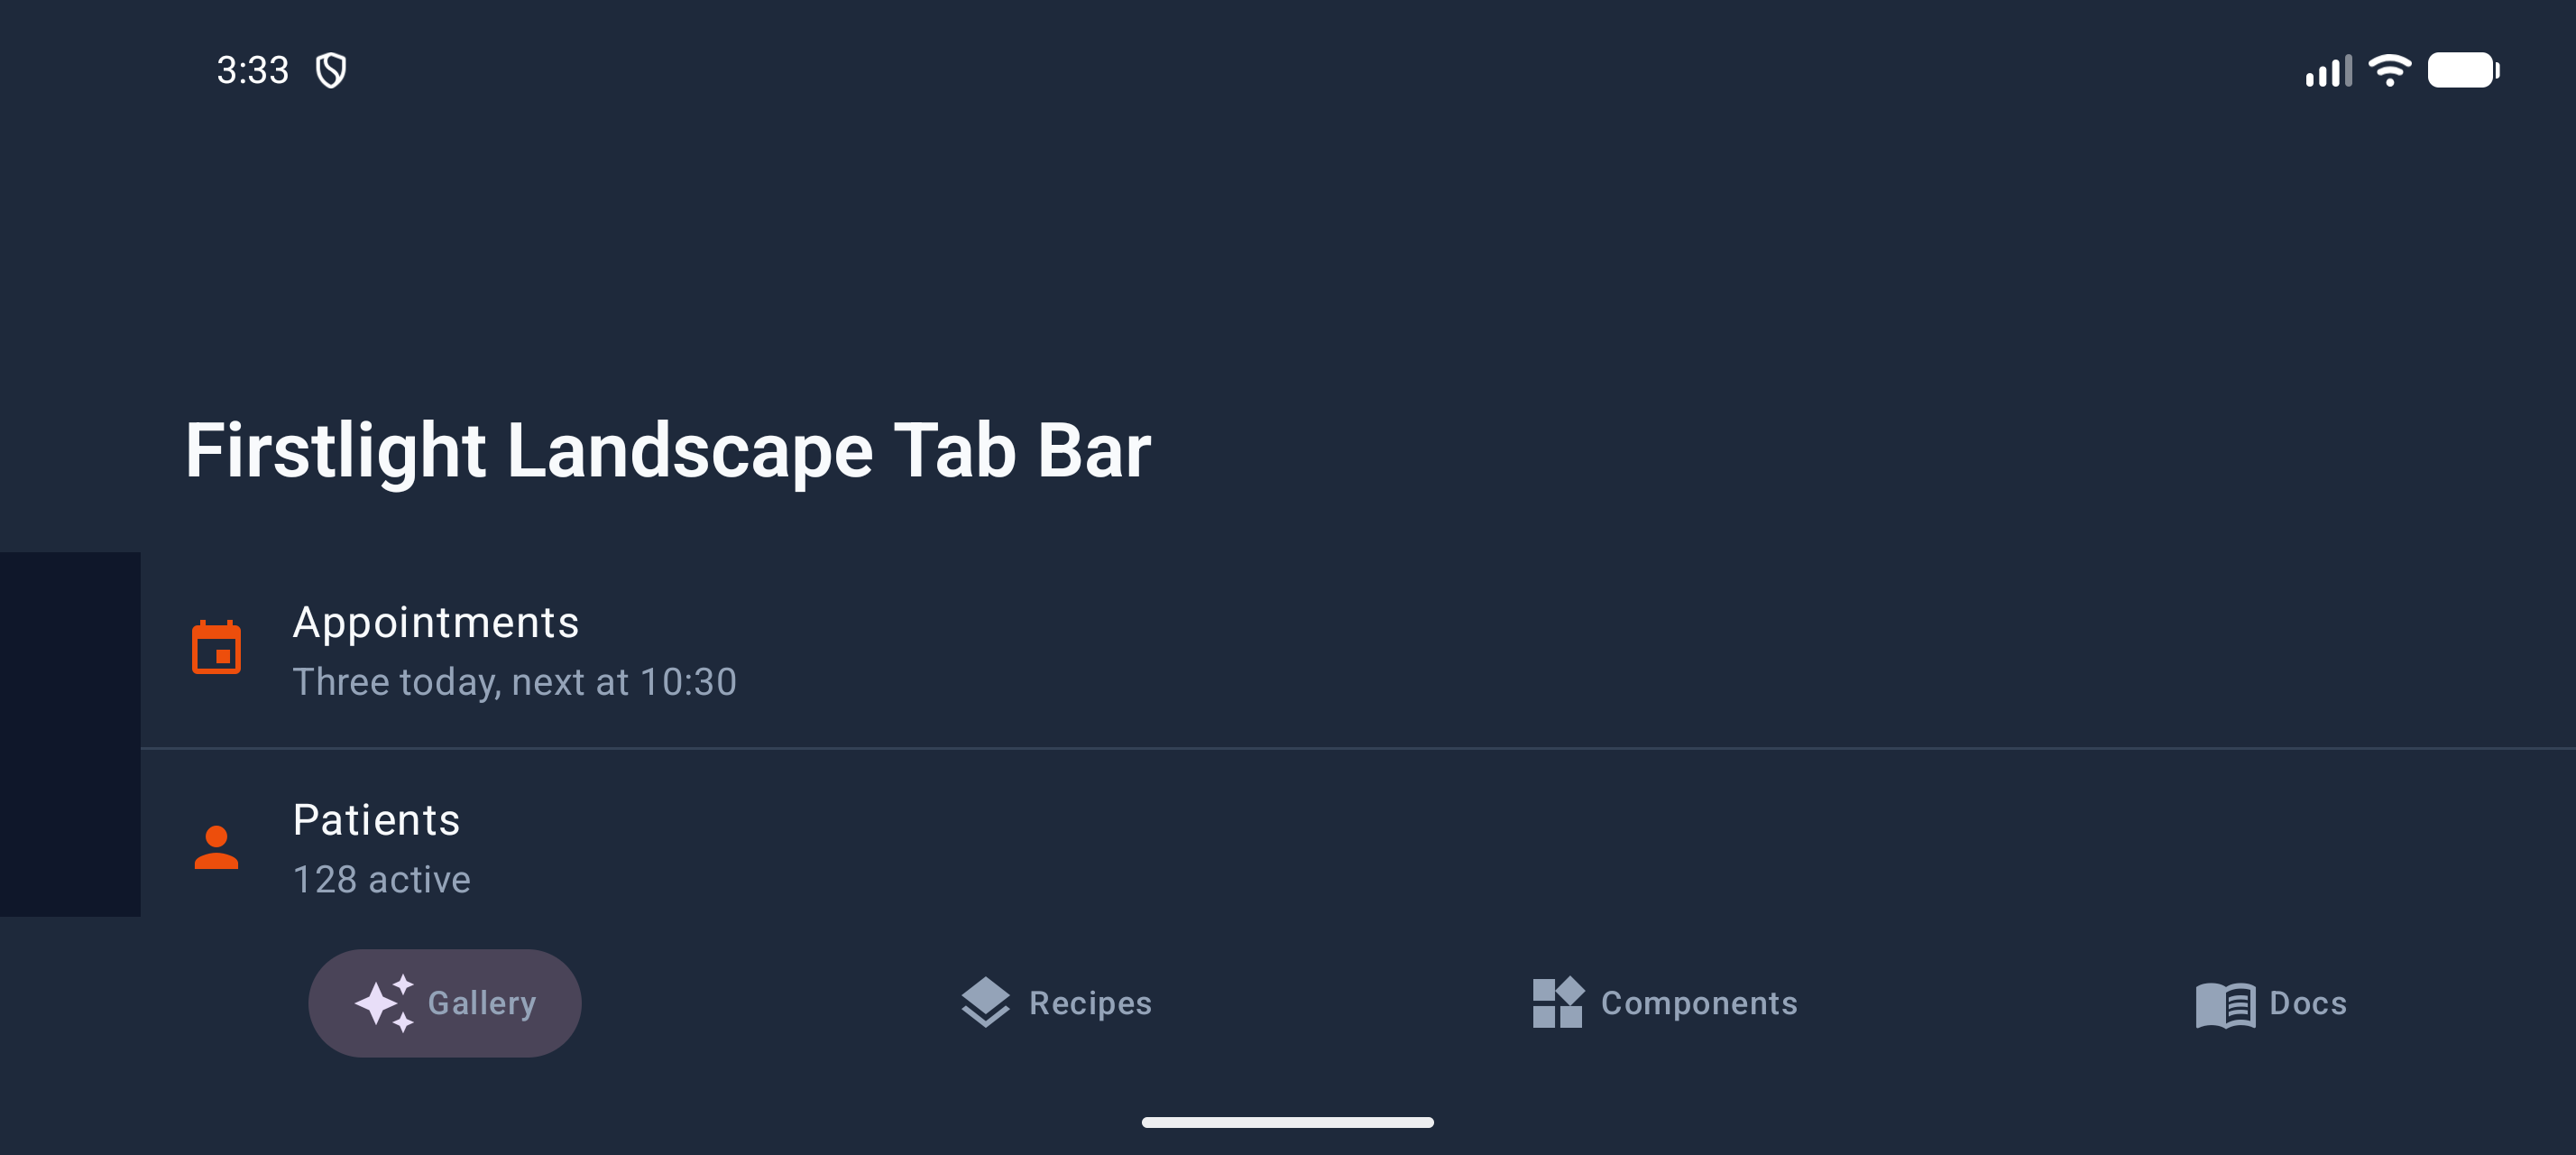 3:33
Firstlight Landscape Tab Bar
Appointments
Three today, next at 10:30
Patients
128 active
Gallery
Recipes
Components
Docs